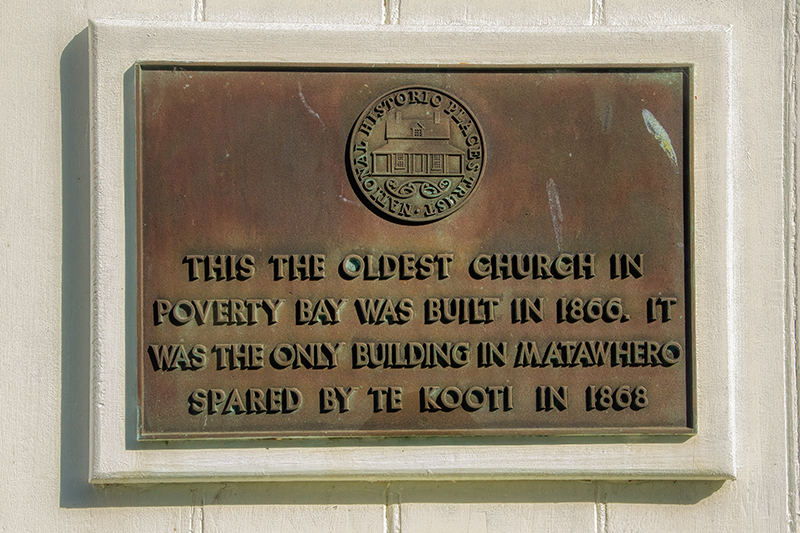 NATIONAL HISTORIC PLACES TRUST
THIS THE OLDEST CHURCH IN
POVERTY BAY WAS BUILT IN 1866. IT
WAS THE ONLY BUILDING IN MATAWHERO
SPARED BY TE KOOTI IN 1868